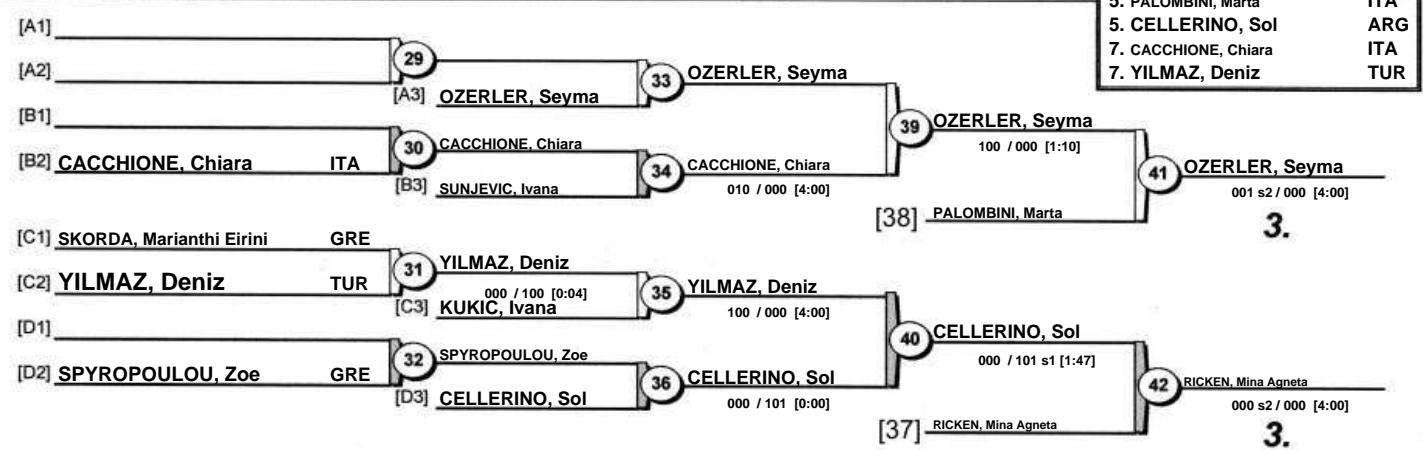 5. PALOMBINI, Marta ITA
5. CELLERINO, Sol ARG
7. CACCHIONE, Chiara ITA
7. YILMAZ, Deniz TUR
[A1]
[A2]
29
[A3] OZERLER, Seyma
33
OZERLER, Seyma
[B1]
[B2] CACCHIONE, Chiara ITA
30
CACCHIONE, Chiara
[B3] SUNJEVIC, Ivana
34
CACCHIONE, Chiara
010 / 000 [4:00]
39
OZERLER, Seyma
100 / 000 [1:10]
[38] PALOMBINI, Marta
41
OZERLER, Seyma
001 s2 / 000 [4:00]
3.
[C1] SKORDA, Marianthi Eirini GRE
[C2] YILMAZ, Deniz TUR
31
YILMAZ, Deniz
000 / 100 [0:04]
[C3] KUKIC, Ivana
35
YILMAZ, Deniz
100 / 000 [4:00]
[D1]
[D2] SPYROPOULOU, Zoe GRE
32
SPYROPOULOU, Zoe
[D3] CELLERINO, Sol
36
CELLERINO, Sol
000 / 101 [0:00]
40
CELLERINO, Sol
000 / 101 s1 [1:47]
[37] RICKEN, Mina Agneta
42
RICKEN, Mina Agneta
000 s2 / 000 [4:00]
3.